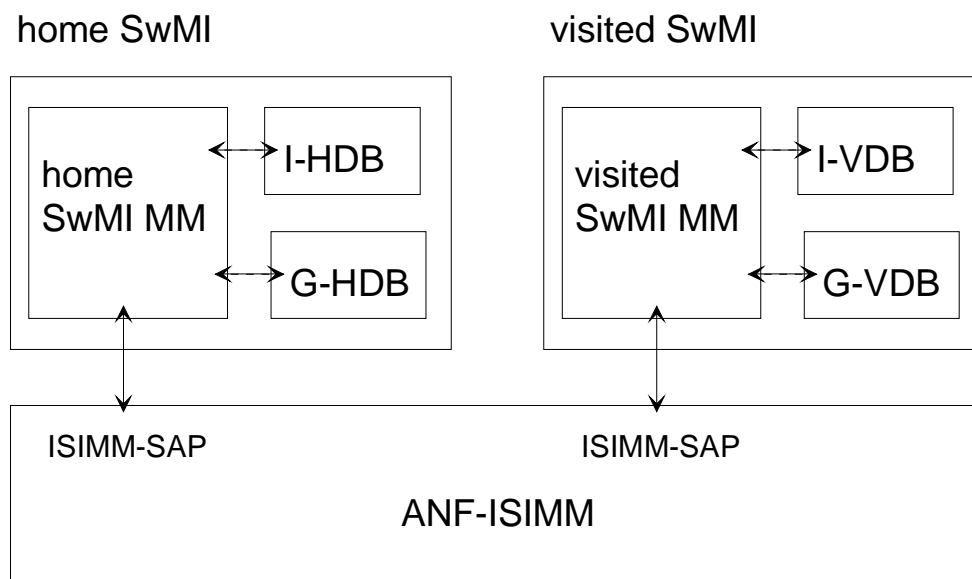 home SwMI
visited SwMI
home
SwMI MM
I-HDB
G-HDB
visited
SwMI MM
I-VDB
G-VDB
ISIMM-SAP
ISIMM-SAP
ANF-ISIMM